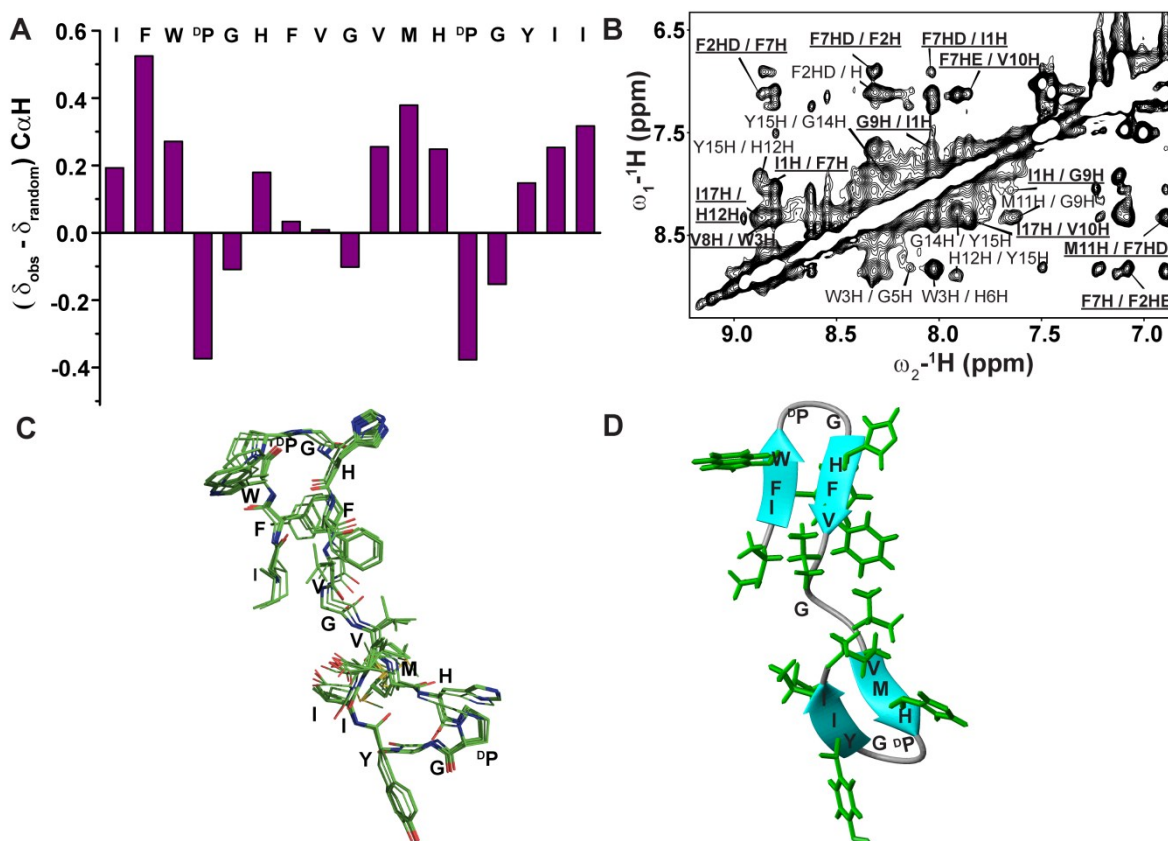 A
I F W ᴰP G H F V G V M H ᴰP G Y I I
0.6
0.4
0.2
0.0
-0.2
-0.4
(δobs - δrandom) CαH
B
F2HD / F7H
F7HD / F2H
F7HD / I1H
F7HE / V10H
F2HD / H
Y15H / G14H
G9H / I1H
Y15H / H12H
I1H / F7H
I1H / G9H
M11H / G9H
I17H /
H12H
I17H / V10H
V8H / W3H
G14H / Y15H
M11H / F7HD
H12H / Y15H
W3H / G5H
W3H / H6H
F7H / F2HE
6.5
7.5
8.5
ω₁-¹H (ppm)
9.0 8.5 8.0 7.5 7.0
ω₂-¹H (ppm)
C
ᴰP
G
H
W
F
F
I
V
G
V
M
H
I
I
Y
G
ᴰP
D
ᴰP
G
W
H
F
F
I
V
G
V
M
H
I
I
Y
G
ᴰP